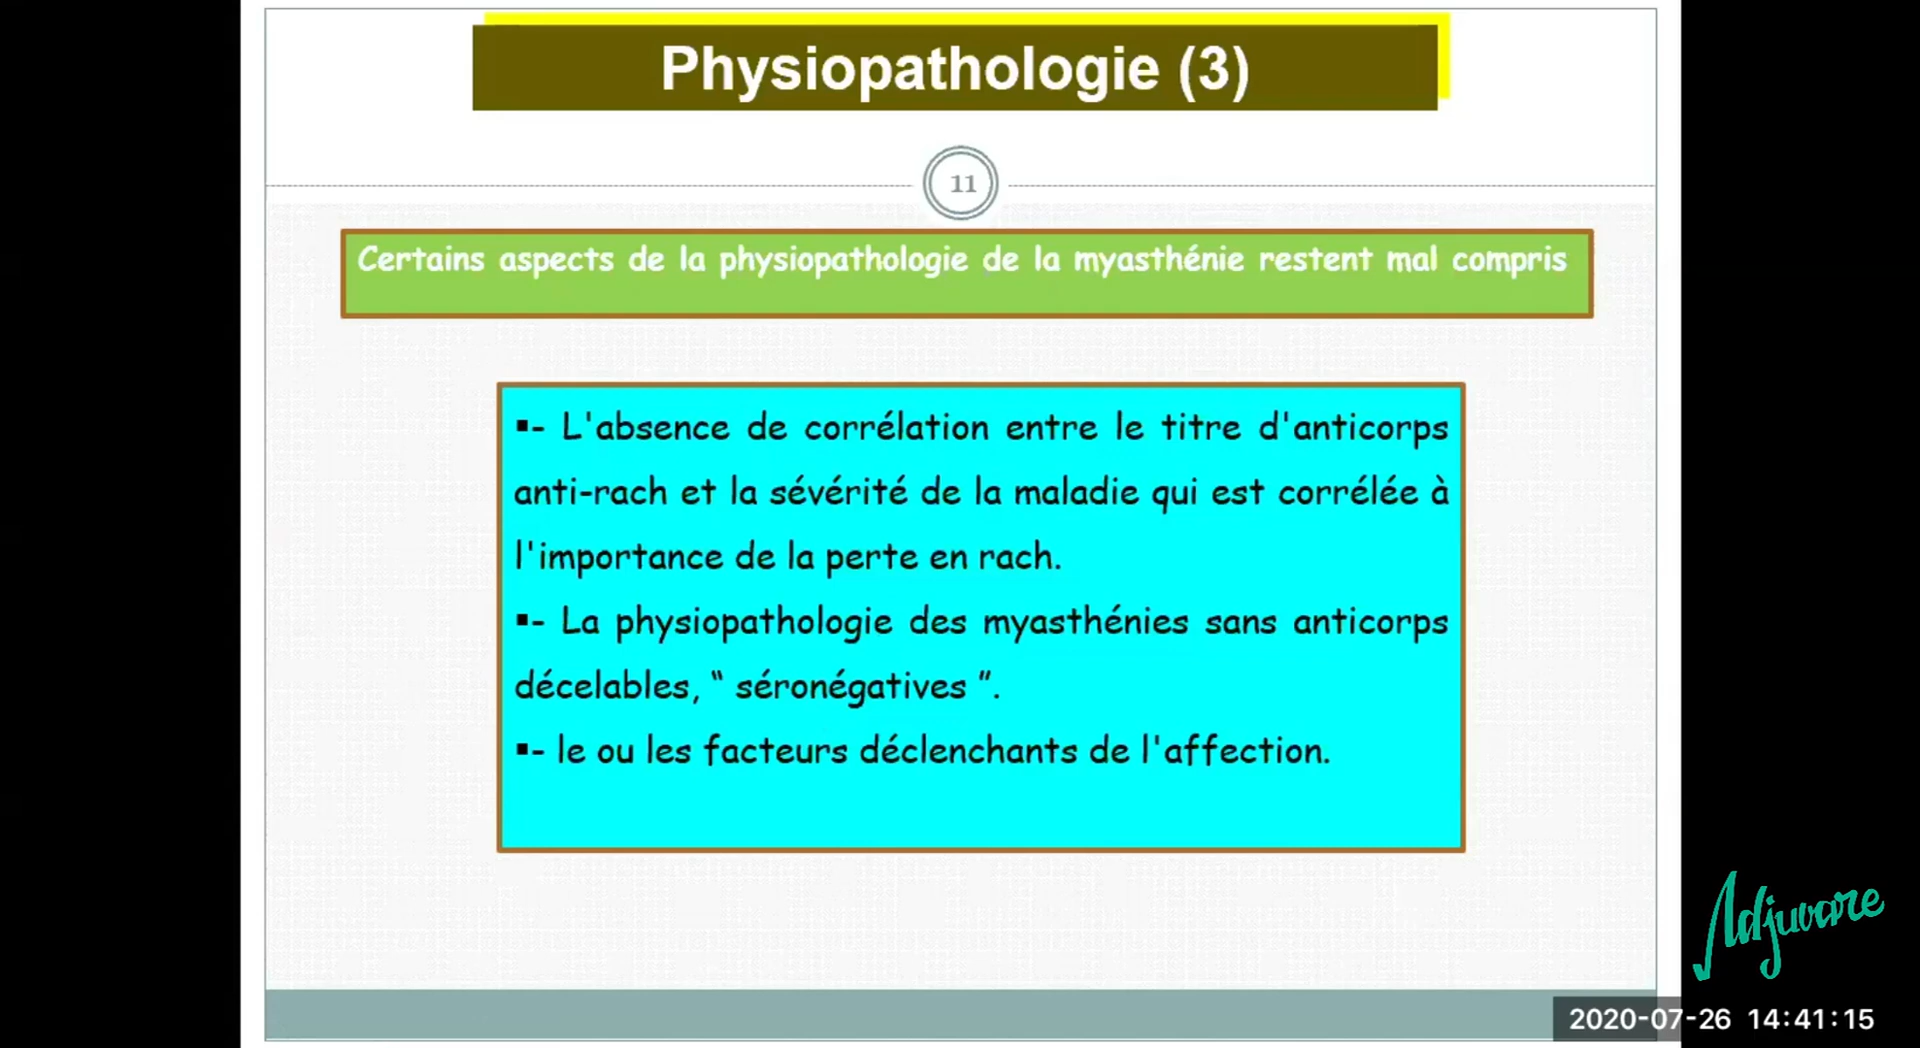 Physiopathologie (3)
11
Certains aspects de la physiopathologie de la myasthénie restent mal compris
▪- L'absence de corrélation entre le titre d'anticorps
anti-rach et la sévérité de la maladie qui est corrélée à
l'importance de la perte en rach.
▪- La physiopathologie des myasthénies sans anticorps
décelables, “ séronégatives ”.
▪- le ou les facteurs déclenchants de l'affection.
Adjuvare
2020-07-26 14:41:15